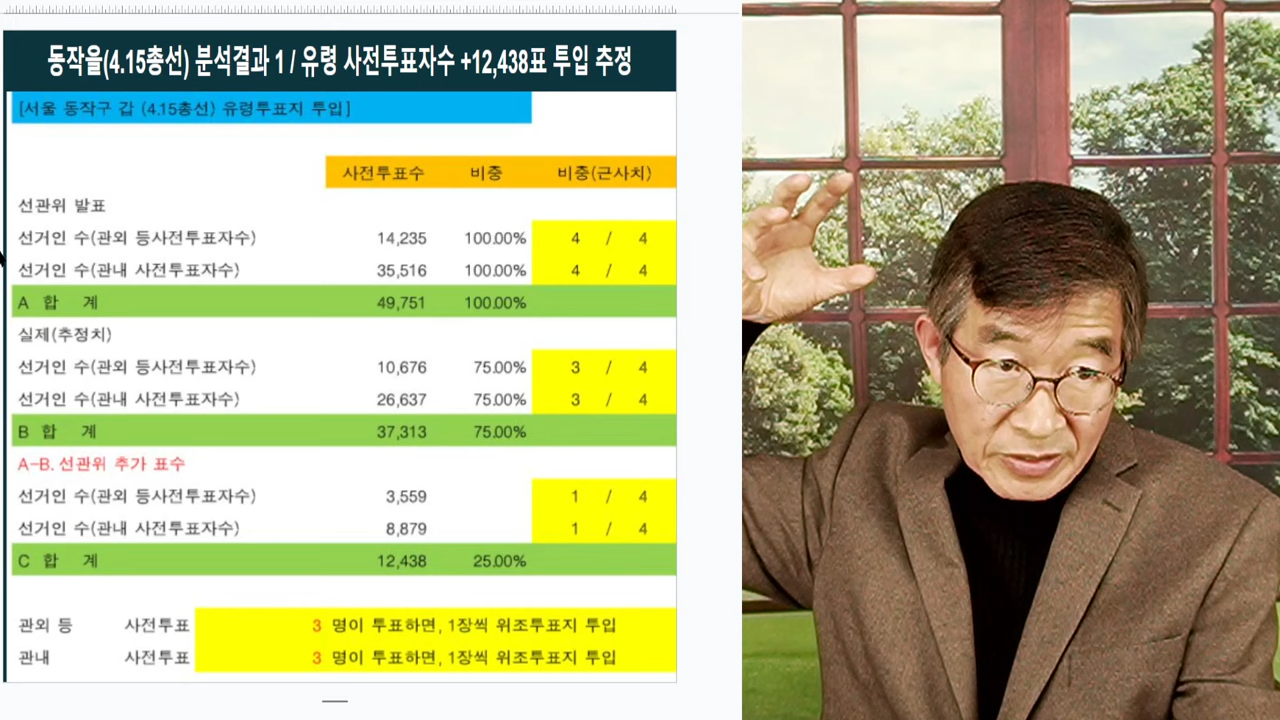 동작을(4.15총선) 분석결과 1 / 유령 사전투표자수 +12,438표 투입 추정
[서울 동작구 갑 (4.15총선) 유령투표지 투입]
사전투표수 비중 비중(근사치)
선관위 발표
선거인 수(관외 등사전투표자수) 14,235 100.00% 4 / 4
선거인 수(관내 사전투표자수) 35,516 100.00% 4 / 4
A 합 계 49,751 100.00%
실제(추정치)
선거인 수(관외 등사전투표자수) 10,676 75.00% 3 / 4
선거인 수(관내 사전투표자수) 26,637 75.00% 3 / 4
B 합 계 37,313 75.00%
A-B. 선관위 추가 표수
선거인 수(관외 등사전투표자수) 3,559 1 / 4
선거인 수(관내 사전투표자수) 8,879 1 / 4
C 합 계 12,438 25.00%
관외 등 사전투표 3 명이 투표하면, 1장씩 위조투표지 투입
관내 사전투표 3 명이 투표하면, 1장씩 위조투표지 투입